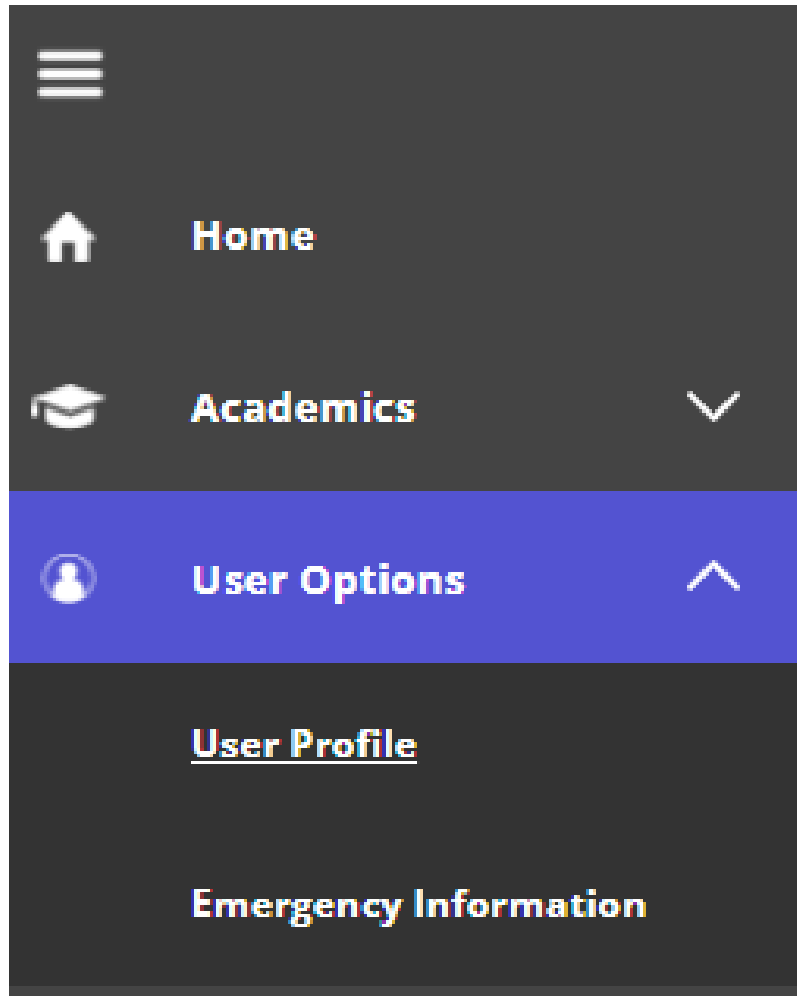 Home
Academics
User Options
User Profile
Emergency Information